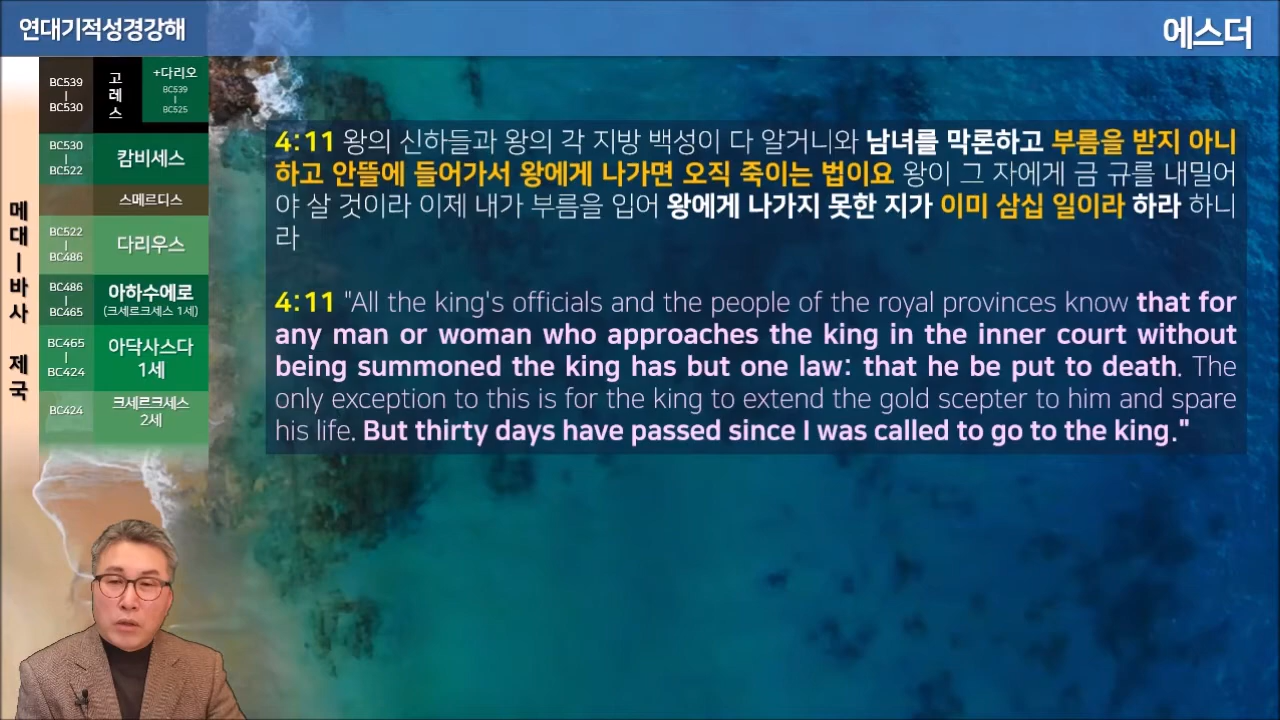 연대기적성경강해
에스더
메대ㅣ바사 제국
BC539
|
BC530
고레스
+다리오
BC539
|
BC525
BC530
|
BC522
캄비세스
스메르디스
BC522
|
BC486
다리우스
BC486
|
BC465
아하수에로
(크세르크세스 1세)
BC465
|
BC424
아닥사스다
1세
BC424
크세르크세스
2세
4:11 왕의 신하들과 왕의 각 지방 백성이 다 알거니와 남녀를 막론하고 부름을 받지 아니
하고 안뜰에 들어가서 왕에게 나가면 오직 죽이는 법이요 왕이 그 자에게 금 규를 내밀어
야 살 것이라 이제 내가 부름을 입어 왕에게 나가지 못한 지가 이미 삼십 일이라 하라 하니
라
4:11 "All the king's officials and the people of the royal provinces know that for
any man or woman who approaches the king in the inner court without
being summoned the king has but one law: that he be put to death. The
only exception to this is for the king to extend the gold scepter to him and spare
his life. But thirty days have passed since I was called to go to the king."